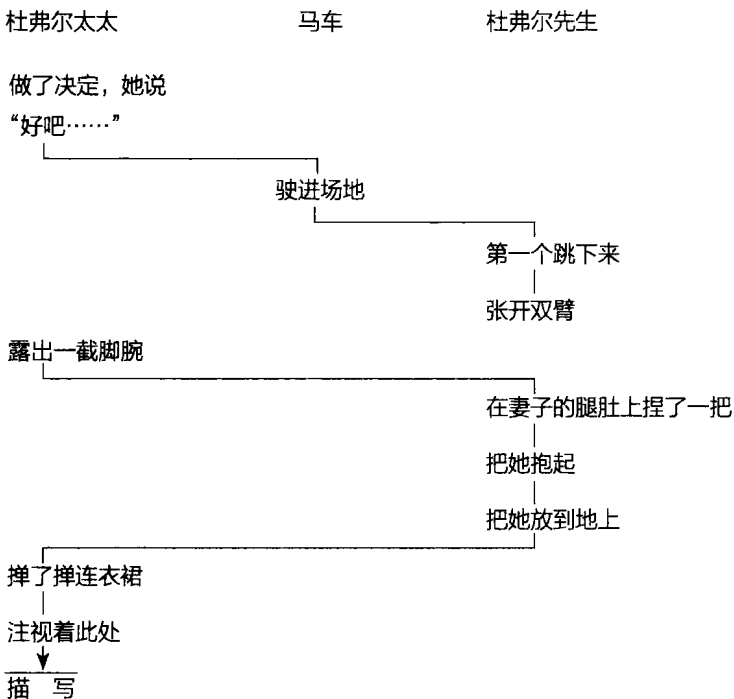 杜弗尔太太 马车 杜弗尔先生
做了决定，她说
“好吧……”
驶进场地
第一个跳下来
张开双臂
露出一截脚腕
在妻子的腿肚上捏了一把
把她抱起
把她放到地上
掸了掸连衣裙
注视着此处
描 写